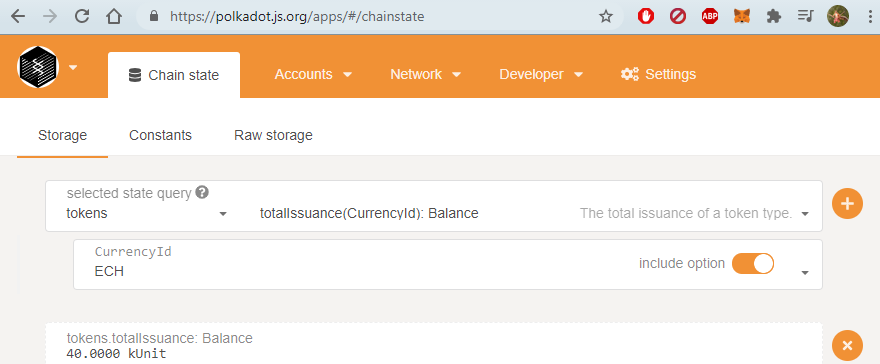 https://polkadot.js.org/apps/#/chainstate
ABP
Chain state
Accounts
Network
Developer
Settings
Storage
Constants
Raw storage
selected state query ?
tokens
totalIssuance(CurrencyId): Balance
The total issuance of a token type.
CurrencyId
ECH
include option
tokens.totalIssuance: Balance
40.0000 kUnit